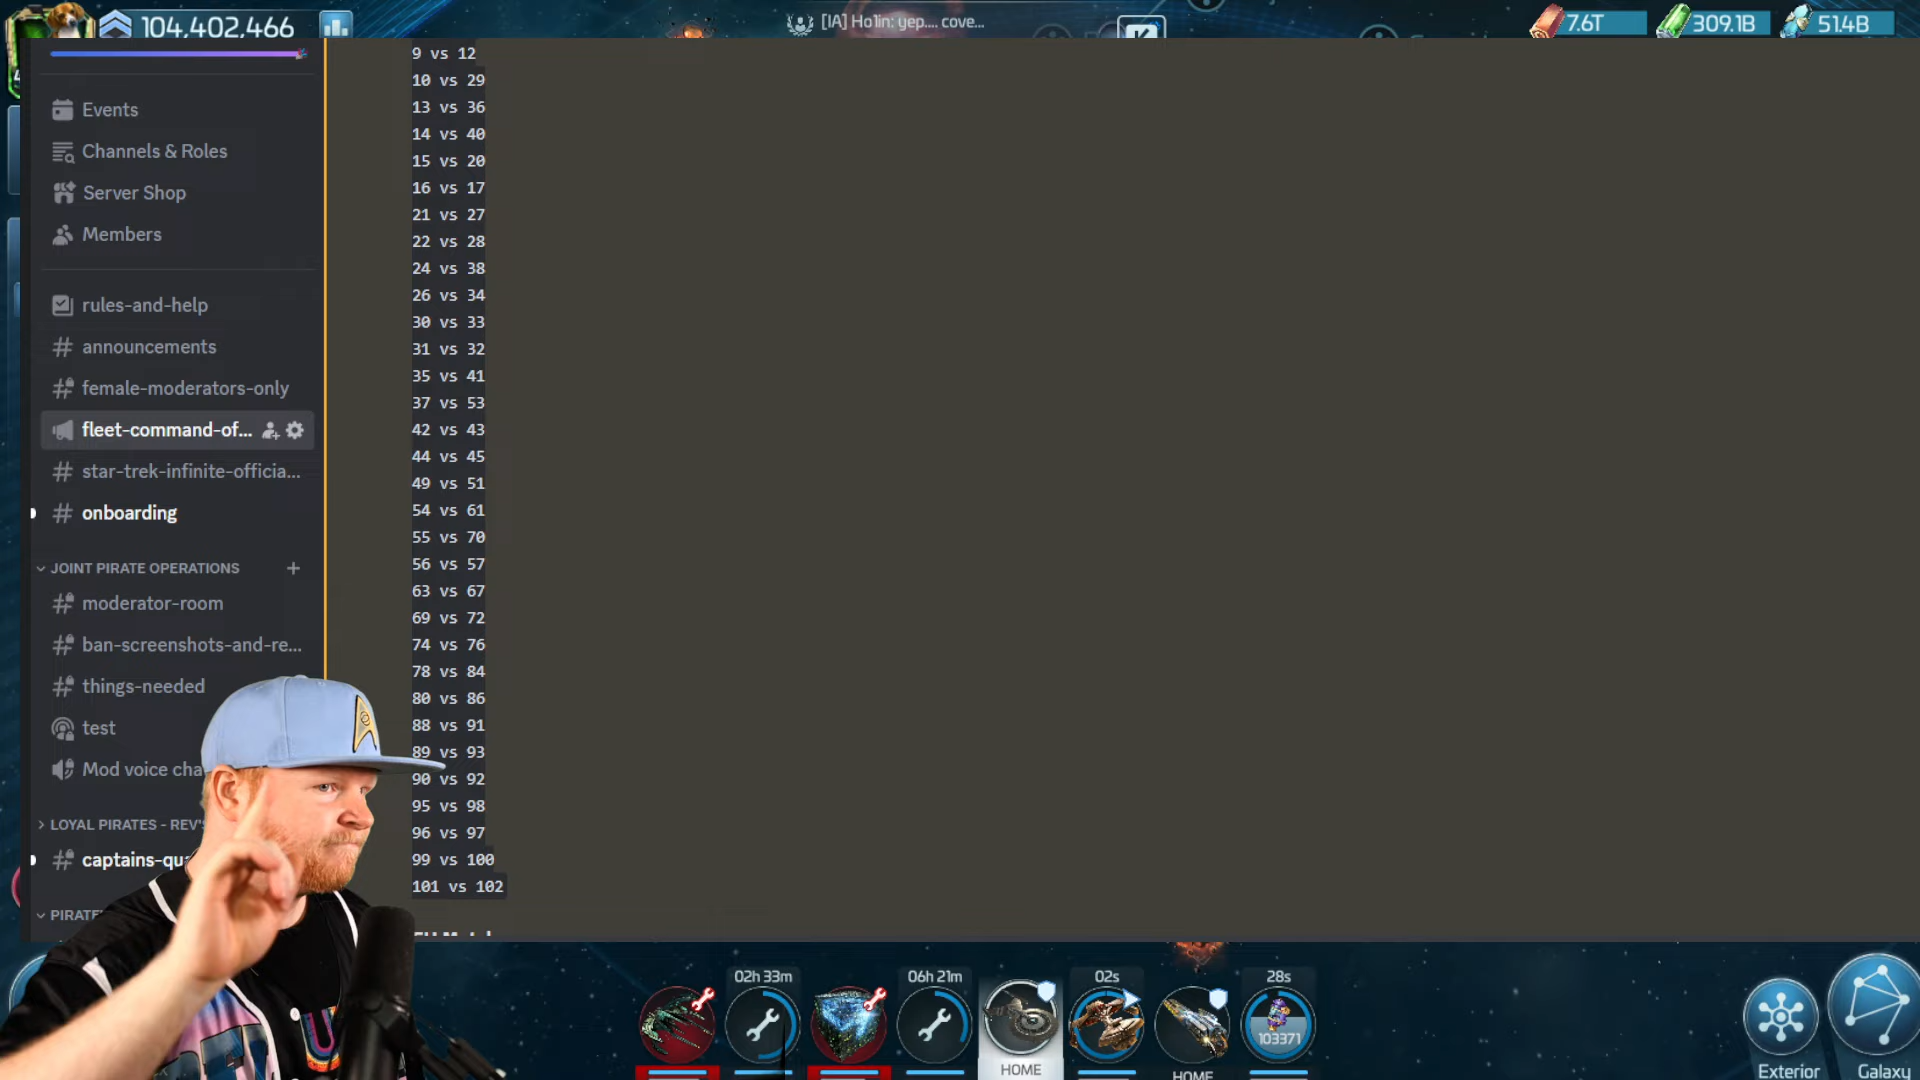 104,402,466
[IA] Ho1in: yep.... cove...
7.6T
309.1B
51.4B
Events
Channels & Roles
Server Shop
Members
rules-and-help
announcements
female-moderators-only
fleet-command-of...
star-trek-infinite-officia...
onboarding
JOINT PIRATE OPERATIONS
moderator-room
ban-screenshots-and-re...
things-needed
test
Mod voice cha
LOYAL PIRATES - REV'
captains-qua
PIRATE
9 vs 12
10 vs 29
13 vs 36
14 vs 40
15 vs 20
16 vs 17
21 vs 27
22 vs 28
24 vs 38
26 vs 34
30 vs 33
31 vs 32
35 vs 41
37 vs 53
42 vs 43
44 vs 45
49 vs 51
54 vs 61
55 vs 70
56 vs 57
63 vs 67
69 vs 72
74 vs 76
78 vs 84
80 vs 86
88 vs 91
89 vs 93
90 vs 92
95 vs 98
96 vs 97
99 vs 100
101 vs 102
02h 33m
06h 21m
02s
28s
103371
HOME
HOME
Exterior
Galaxy